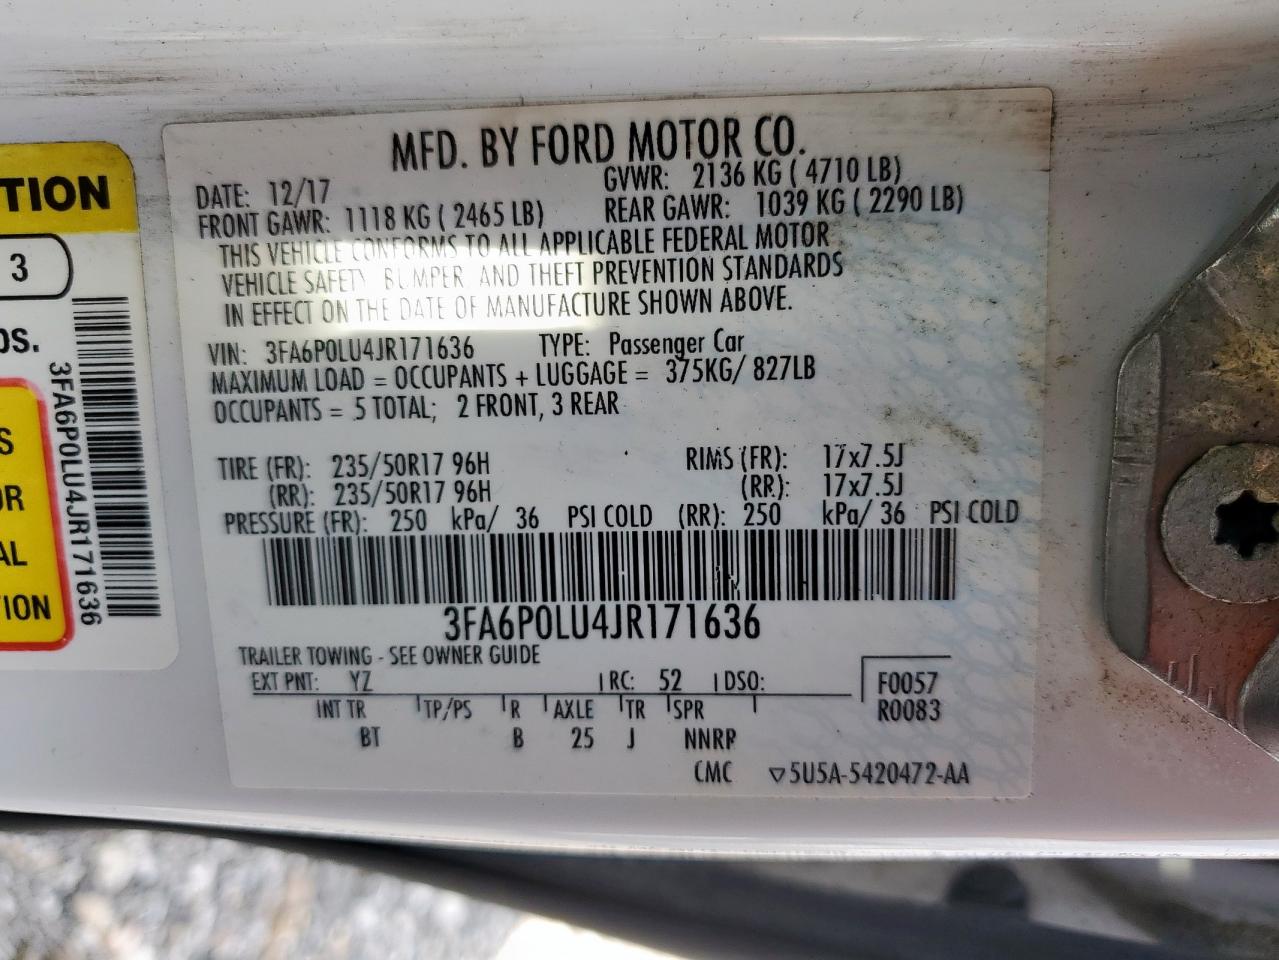 MFD. BY FORD MOTOR CO.
DATE: 12/17 GVWR: 2136 KG ( 4710 LB)
FRONT GAWR: 1118 KG ( 2465 LB) REAR GAWR: 1039 KG ( 2290 LB)
THIS VEHICLE CONFORMS TO ALL APPLICABLE FEDERAL MOTOR
VEHICLE SAFETY, BUMPER, AND THEFT PREVENTION STANDARDS
IN EFFECT ON THE DATE OF MANUFACTURE SHOWN ABOVE.
VIN: 3FA6P0LU4JR171636 TYPE: Passenger Car
MAXIMUM LOAD = OCCUPANTS + LUGGAGE = 375KG/ 827LB
OCCUPANTS = 5 TOTAL; 2 FRONT, 3 REAR
TIRE (FR): 235/50R17 96H RIMS (FR): 17x7.5J
(RR): 235/50R17 96H (RR): 17x7.5J
PRESSURE (FR): 250 kPa/ 36 PSI COLD (RR): 250 kPa/ 36 PSI COLD
3FA6P0LU4JR171636
TRAILER TOWING - SEE OWNER GUIDE
EXT PNT: YZ RC: 52 DSO: F0057
INT TR TP/PS R AXLE TR SPR R0083
BT B 25 J NNRP
CMC ▽5U5A-5420472-AA
TION
3
3FA6P0LU4JR171636